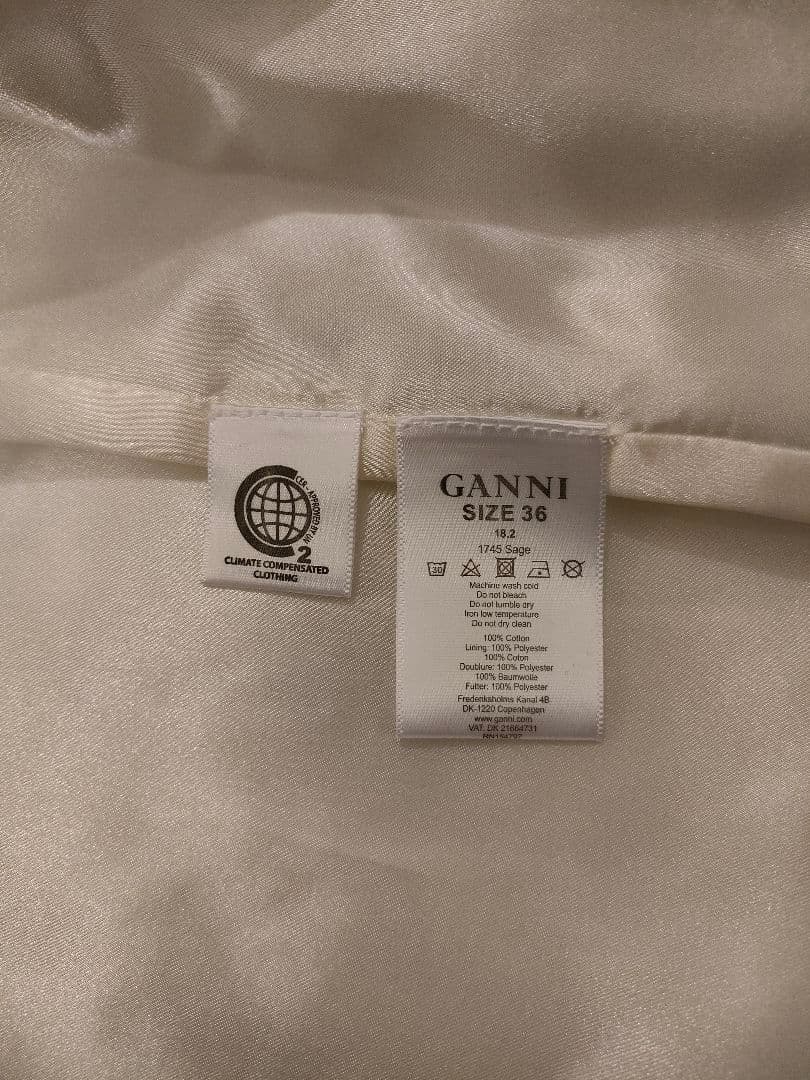 CER - APPROVED BY UN
2
CLIMATE COMPENSATED
CLOTHING
GANNI
SIZE 36
18.2
1745 Sage
30
Machine wash cold
Do not bleach
Do not tumble dry
Iron low temperature
Do not dry clean
100% Cotton
Lining: 100% Polyester
100% Coton
Doublure: 100% Polyester
100% Baumwolle
Futter: 100% Polyester
Frederiksholms Kanal 4B
DK-1220 Copenhagen
www.ganni.com
VAT: DK 21664731
RN154797